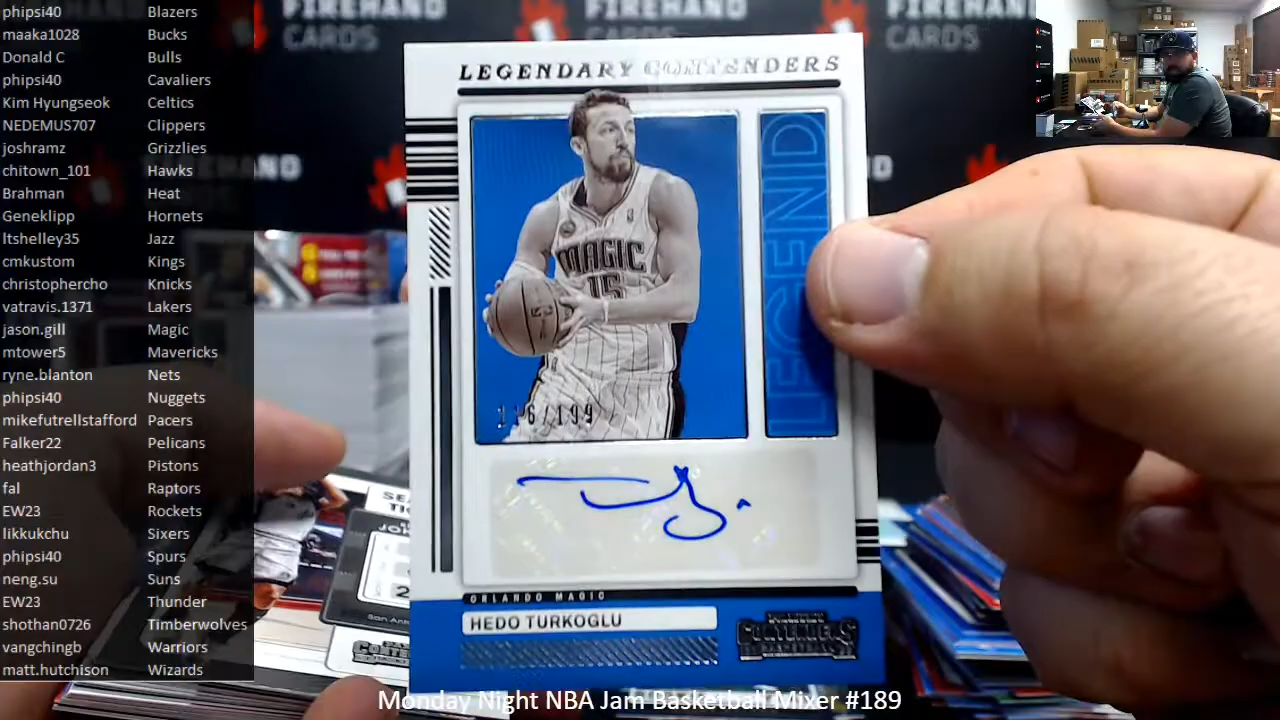 phipsi40 Blazers
maaka1028 Bucks
Donald C Bulls
phipsi40 Cavaliers
Kim Hyungseok Celtics
NEDEMUS707 Clippers
joshramz Grizzlies
chitown_101 Hawks
Brahman Heat
Geneklipp Hornets
ltshelley35 Jazz
cmkustom Kings
christophercho Knicks
vatravis.1371 Lakers
jason.gill Magic
mtower5 Mavericks
ryne.blanton Nets
phipsi40 Nuggets
mikefutrellstafford Pacers
Falker22 Pelicans
heathjordan3 Pistons
fal Raptors
EW23 Rockets
likkukchu Sixers
phipsi40 Spurs
neng.su Suns
EW23 Thunder
shothan0726 Timberwolves
vangchingb Warriors
matt.hutchison Wizards
FIREHAND
CARDS
FIREHAND
CARDS
FIREHAND
CARDS
LEGENDARY CONTENDERS
LEGEND
MAGIC
15
ORLANDO MAGIC
HEDO TURKOGLU
CONTENDERS
Monday Night NBA Jam Basketball Mixer #189